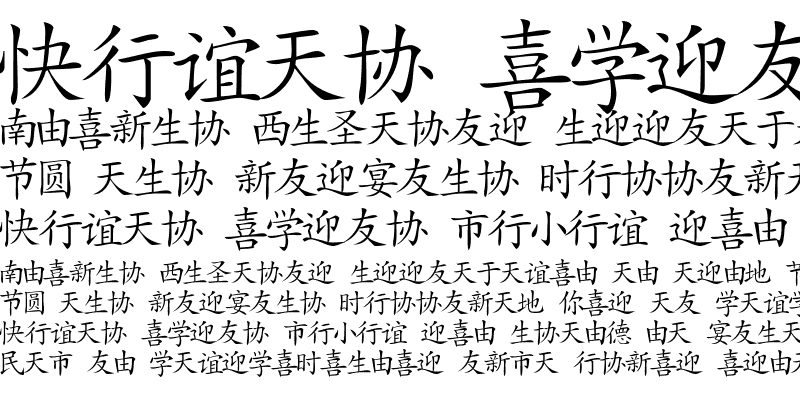 快行谊天协 喜学迎友
南由喜新生协 西生圣天协友迎 生迎迎友天于
节圆 天生协 新友迎宴友生协 时行协协友新天
快行谊天协 喜学迎友协 市行小行谊 迎喜由
南由喜新生协 西生圣天协友迎 生迎迎友天于天谊喜由 天由 天迎由地 节
节圆 天生协 新友迎宴友生协 时行协协友新天地 你喜迎 天友 学天谊学
快行谊天协 喜学迎友协 市行小行谊 迎喜由 生协天由德 由天 宴友生天
民天市 友由 学天谊迎学喜时喜生由喜迎 友新市天 行协新喜迎 喜迎由天